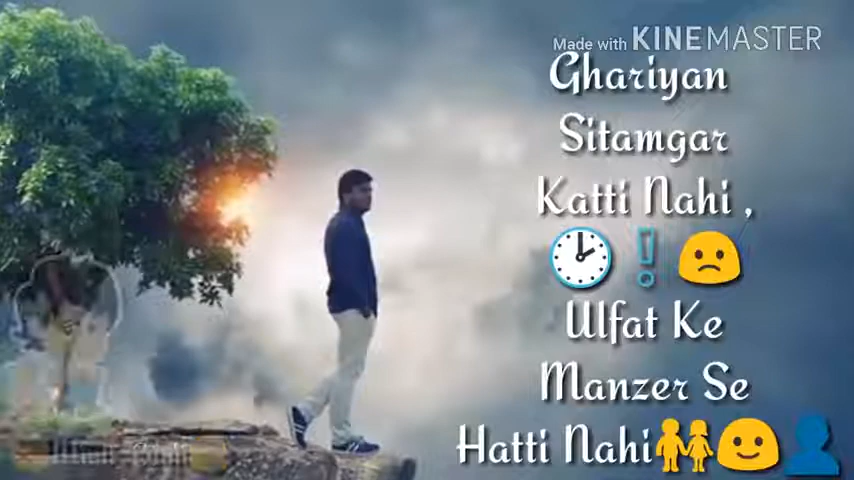 Made with KINEMASTER
Ghariyan
Sitamgar
Katti Nahi ,
🕑❕🙁
Ulfat Ke
Manzer Se
Hatti Nahi👫🙂👤